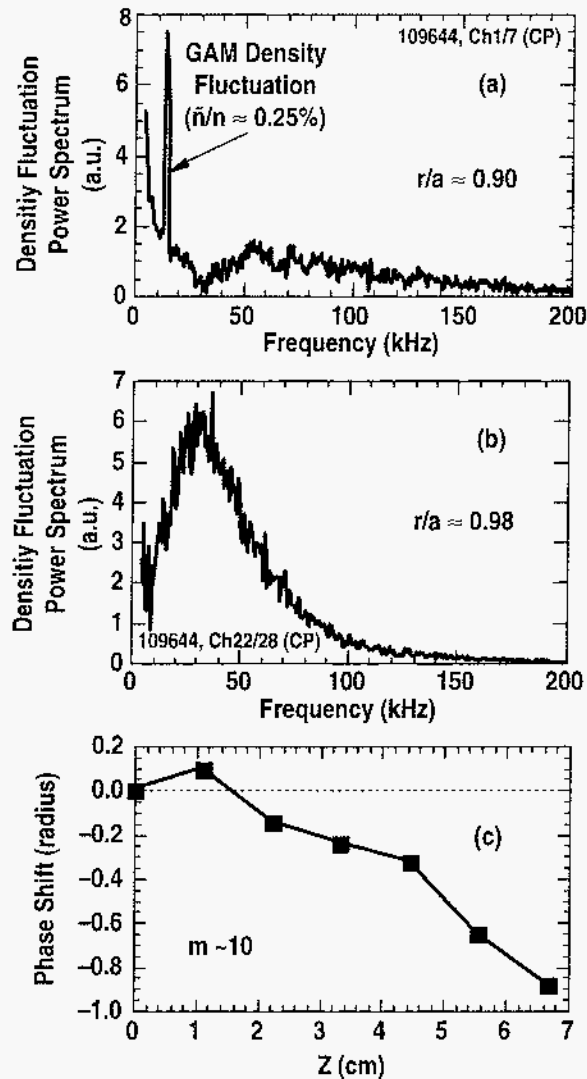 8
109644, Ch1/7 (CP)
GAM Density
Fluctuation
(ñ/n ≈ 0.25%)
(a)
6
Densitiy Fluctuation
Power Spectrum
(a.u.)
4
r/a ≈ 0.90
2
0
0 50 100 150 200
Frequency (kHz)
7
6
(b)
5
Densitiy Fluctuation
Power Spectrum
(a.u.)
4
r/a ≈ 0.98
3
2
1
109644, Ch22/28 (CP)
0
0 50 100 150 200
Frequency (kHz)
0.2
0.0
Phase Shift (radius)
–0.2
(c)
–0.4
–0.6
m ~10
–0.8
–1.0
0 1 2 3 4 5 6 7
Z (cm)